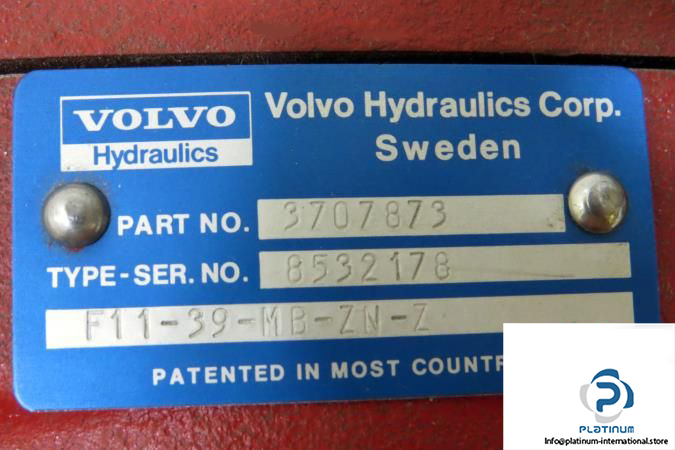 VOLVO
Hydraulics
Volvo Hydraulics Corp.
Sweden
PART NO. 3707873
TYPE-SER. NO. 8532178
F11-39-MB-ZN-Z
PATENTED IN MOST COUNTR
PLATINUM
Info@platinum-international.store